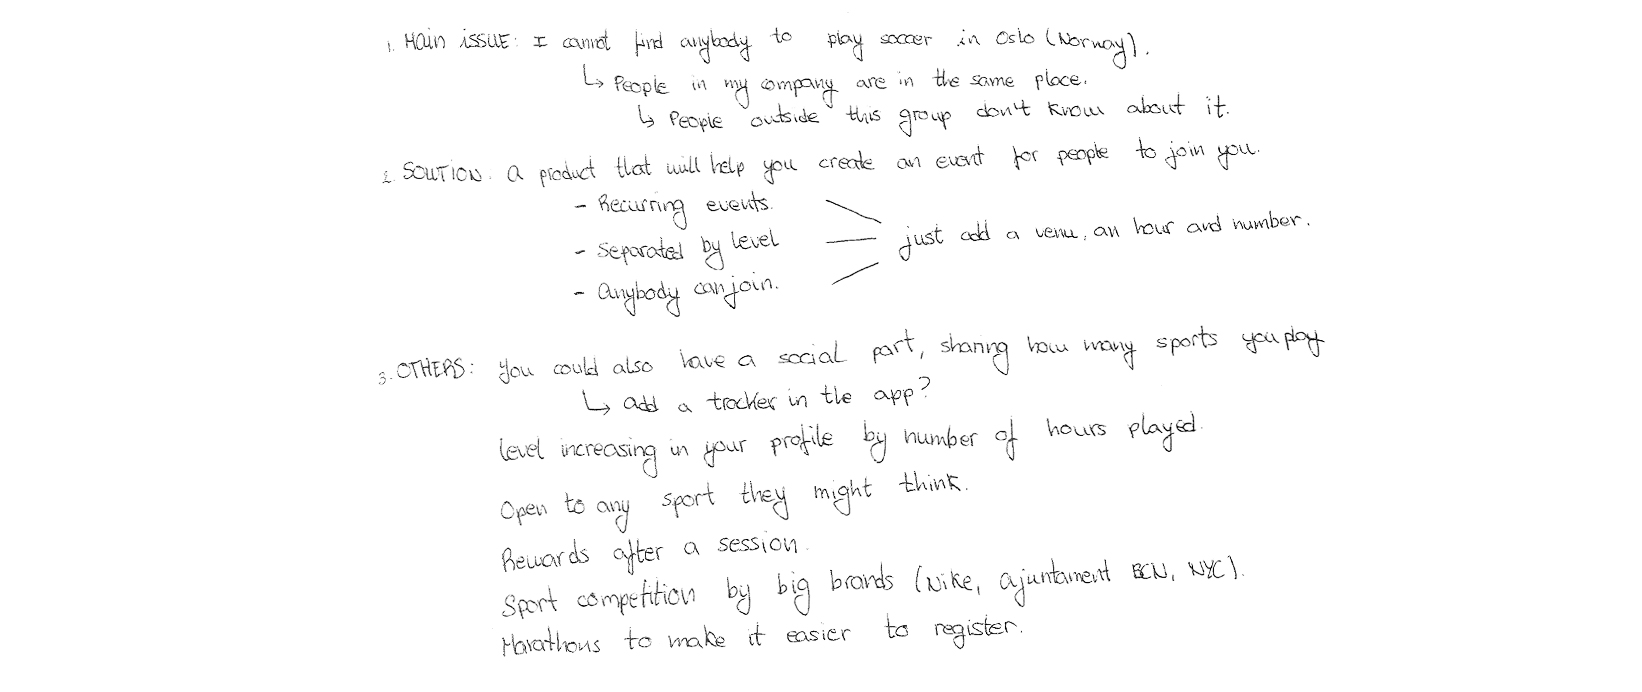 1. Main issue: I cannot find anybody to play soccer in Oslo (Norway).
↳ People in my company are in the same place.
↳ People outside this group don't know about it.
2. SOLUTION. a product that will help you create an event for people to join you.
- Recurring events.
- Separated by level
just add a venu, an hour and number.
- Anybody can join.
3. OTHERS: You could also have a social part, sharing how many sports you play
↳ add a tracker in the app?
level increasing in your profile by number of hours played.
Open to any sport they might think.
Rewards after a session.
Sport competition by big brands (Nike, ajuntament BCN, NYC).
Marathons to make it easier to register.